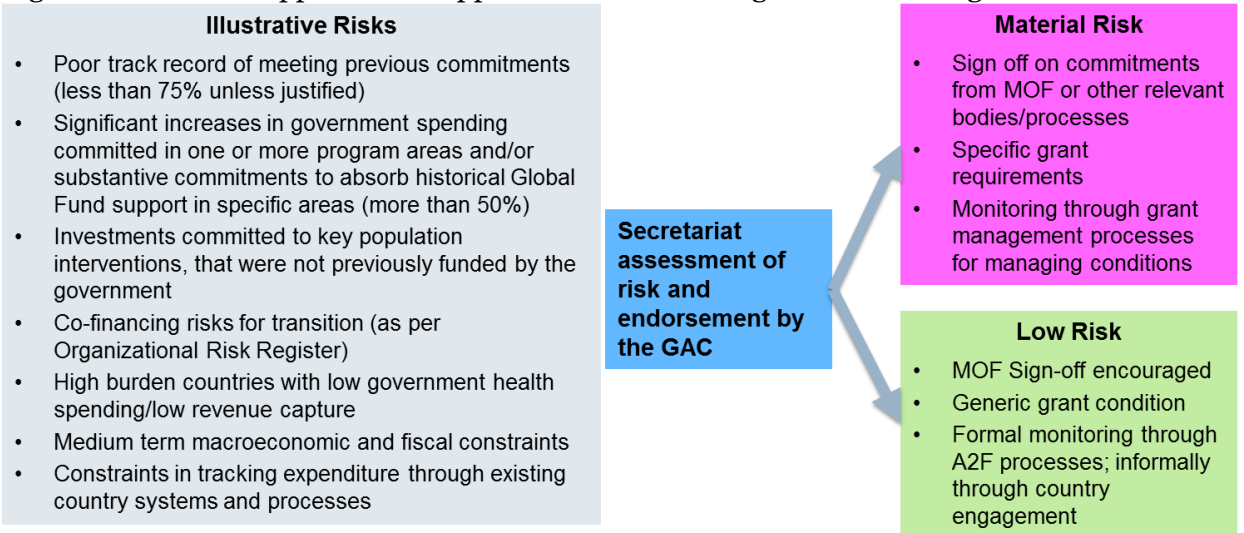 Illustrative Risks
• Poor track record of meeting previous commitments
(less than 75% unless justified)
• Significant increases in government spending
committed in one or more program areas and/or
substantive commitments to absorb historical Global
Fund support in specific areas (more than 50%)
• Investments committed to key population
interventions, that were not previously funded by the
government
• Co-financing risks for transition (as per
Organizational Risk Register)
• High burden countries with low government health
spending/low revenue capture
• Medium term macroeconomic and fiscal constraints
• Constraints in tracking expenditure through existing
country systems and processes
Secretariat
assessment of
risk and
endorsement by
the GAC
Material Risk
• Sign off on commitments
from MOF or other relevant
bodies/processes
• Specific grant
requirements
• Monitoring through grant
management processes
for managing conditions
Low Risk
• MOF Sign-off encouraged
• Generic grant condition
• Formal monitoring through
A2F processes; informally
through country
engagement